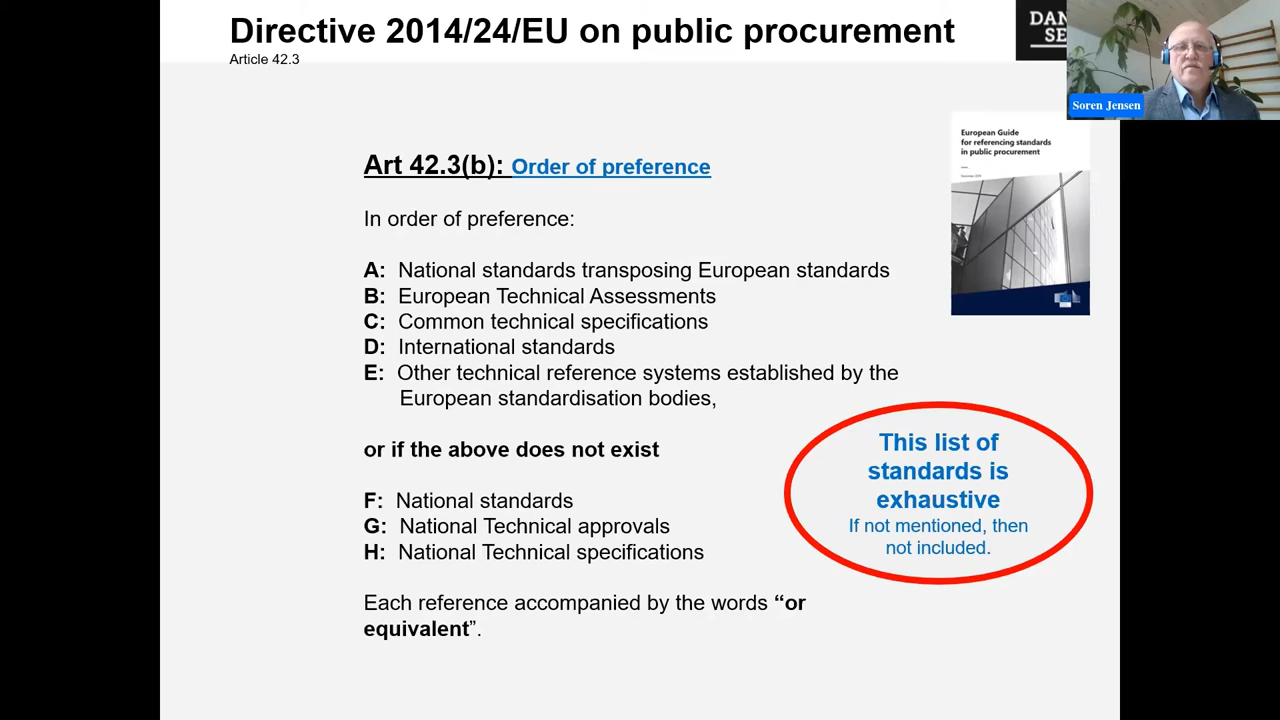 Directive 2014/24/EU on public procurement
Article 42.3
DAN
SE
Soren Jensen
European Guide
for referencing standards
in public procurement
Art 42.3(b): Order of preference
In order of preference:
A: National standards transposing European standards
B: European Technical Assessments
C: Common technical specifications
D: International standards
E: Other technical reference systems established by the
European standardisation bodies,
or if the above does not exist
F: National standards
G: National Technical approvals
H: National Technical specifications
This list of
standards is
exhaustive
If not mentioned, then
not included.
Each reference accompanied by the words “or
equivalent”.